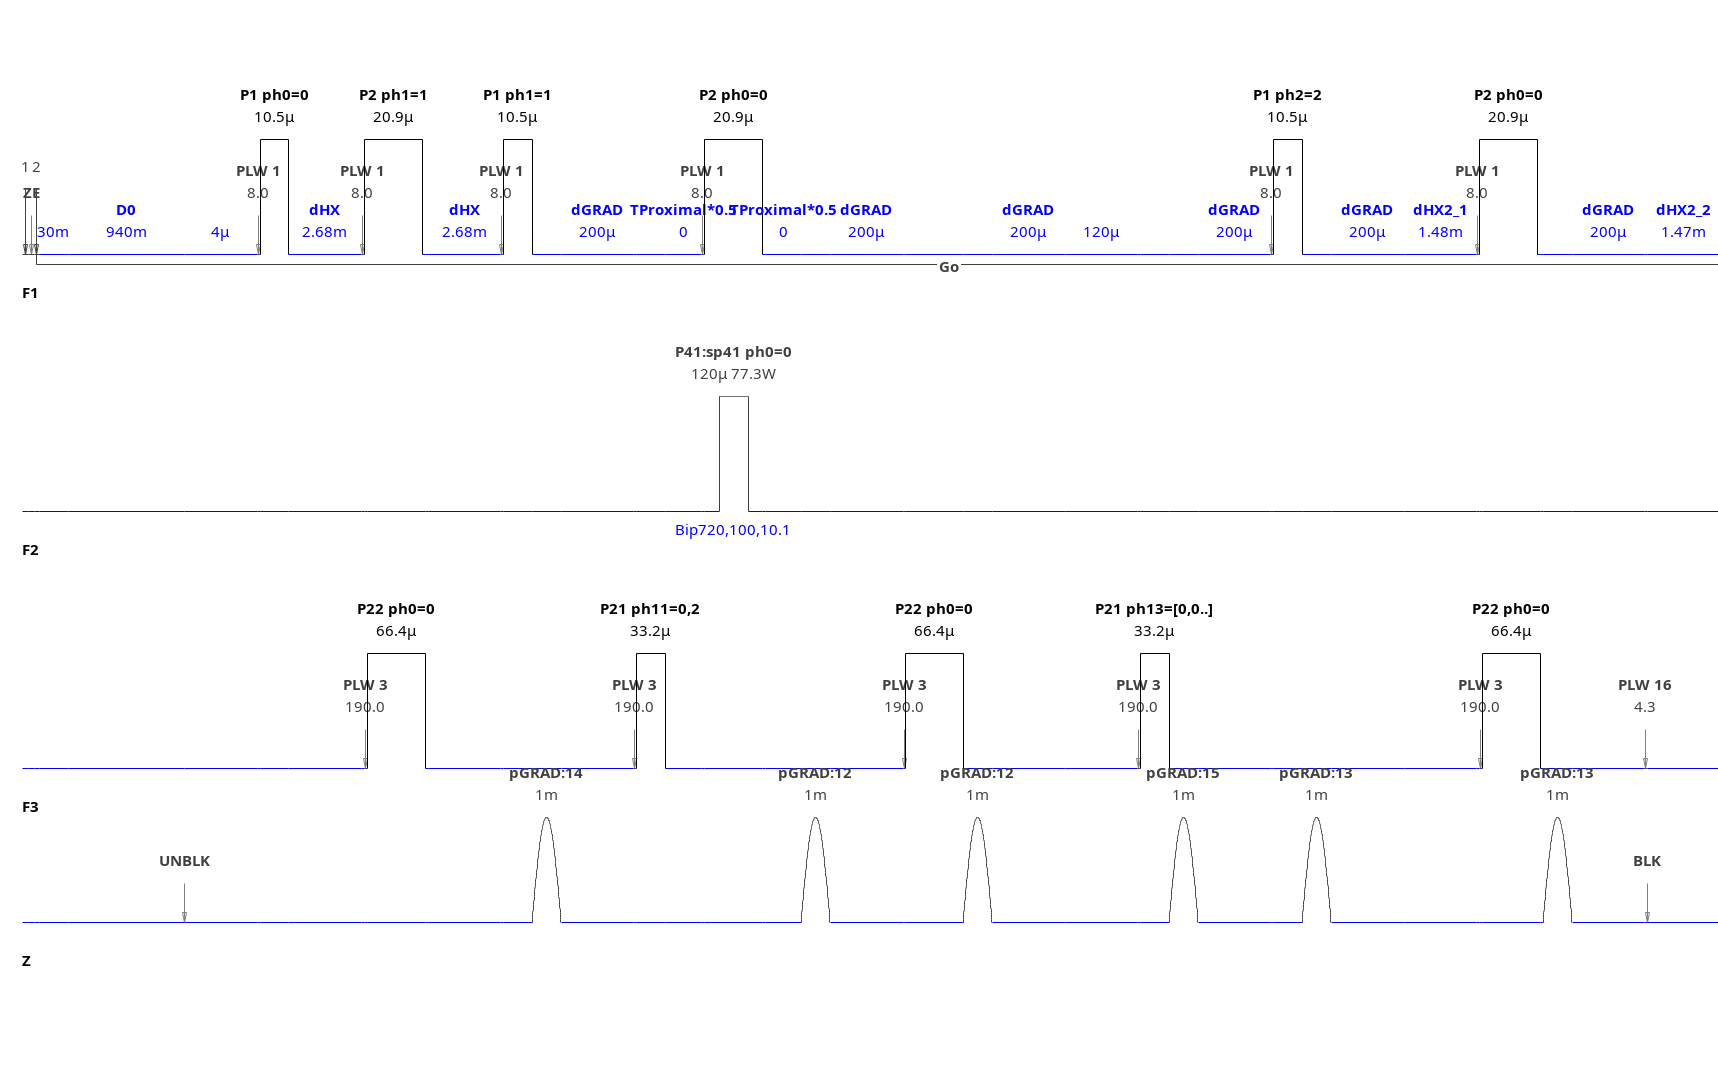 P1 ph0=0 P2 ph1=1 P1 ph1=1 P2 ph0=0 P1 ph2=2 P2 ph0=0
10.5µ 20.9µ 10.5µ 20.9µ 10.5µ 20.9µ
1 2 PLW 1 PLW 1 PLW 1 PLW 1 PLW 1 PLW 1
8.0 8.0 8.0 8.0 8.0 8.0
D0 dHX dHX dGRAD TProximal*0.5 TProximal*0.5 dGRAD dGRAD dGRAD dGRAD dHX2_1 dGRAD dHX2_2
30m 940m 4µ 2.68m 2.68m 200µ 0 0 200µ 200µ 120µ 200µ 200µ 1.48m 200µ 1.47m
Go
F1
P41:sp41 ph0=0
120µ 77.3W
Bip720,100,10.1
F2
P22 ph0=0 P21 ph11=0,2 P22 ph0=0 P21 ph13=[0,0..] P22 ph0=0
66.4µ 33.2µ 66.4µ 33.2µ 66.4µ
PLW 3 PLW 3 PLW 3 PLW 3 PLW 3 PLW 16
190.0 190.0 190.0 190.0 190.0 4.3
pGRAD:14 pGRAD:12 pGRAD:12 pGRAD:15 pGRAD:13 pGRAD:13
1m 1m 1m 1m 1m 1m
F3
UNBLK BLK
Z